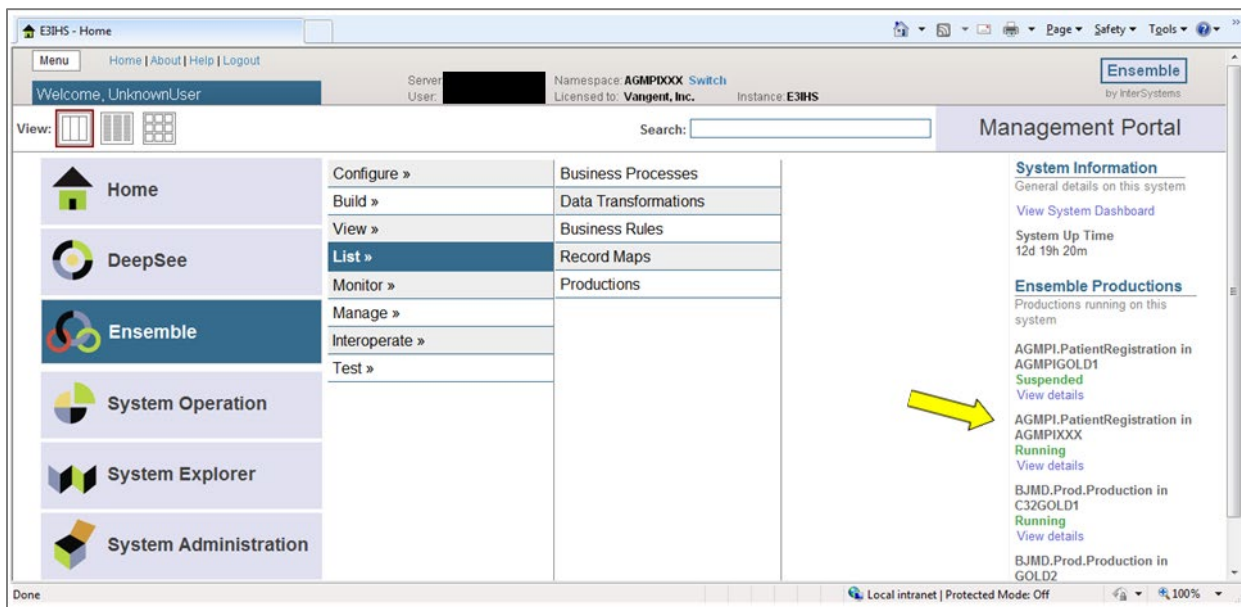 E3IHS - Home
Page Safety Tools
Menu Home | About | Help | Logout
Server
Namespace: AGMPIXXX Switch
Ensemble
Welcome, UnknownUser
User:
Licensed to: Vangent, Inc. Instance: E3IHS
by InterSystems
View:
Search:
Management Portal
Home
DeepSee
Ensemble
System Operation
System Explorer
System Administration
Configure »
Build »
View »
List »
Monitor »
Manage »
Interoperate »
Test »
Business Processes
Data Transformations
Business Rules
Record Maps
Productions
System Information
General details on this system
View System Dashboard
System Up Time
12d 19h 20m
Ensemble Productions
Productions running on this
system
AGMPI.PatientRegistration in
AGMPIGOLD1
Suspended
View details
AGMPI.PatientRegistration in
AGMPIXXX
Running
View details
BJMD.Prod.Production in
C32GOLD1
Running
View details
BJMD.Prod.Production in
GOLD2
Done
Local intranet | Protected Mode: Off
100%